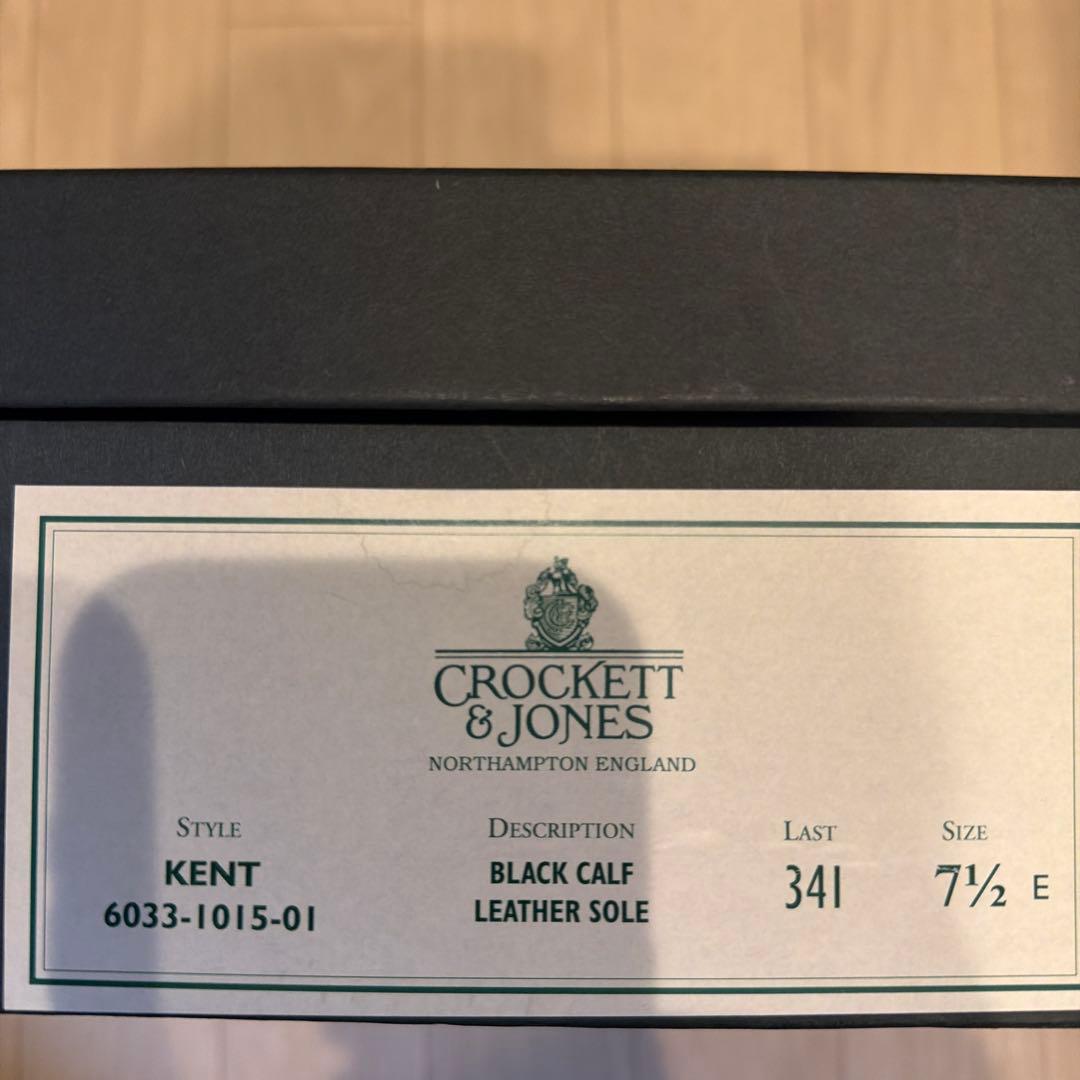 CROCKETT
& JONES
NORTHAMPTON ENGLAND
STYLE DESCRIPTION LAST SIZE
KENT BLACK CALF 341 7½ E
6033-1015-01 LEATHER SOLE